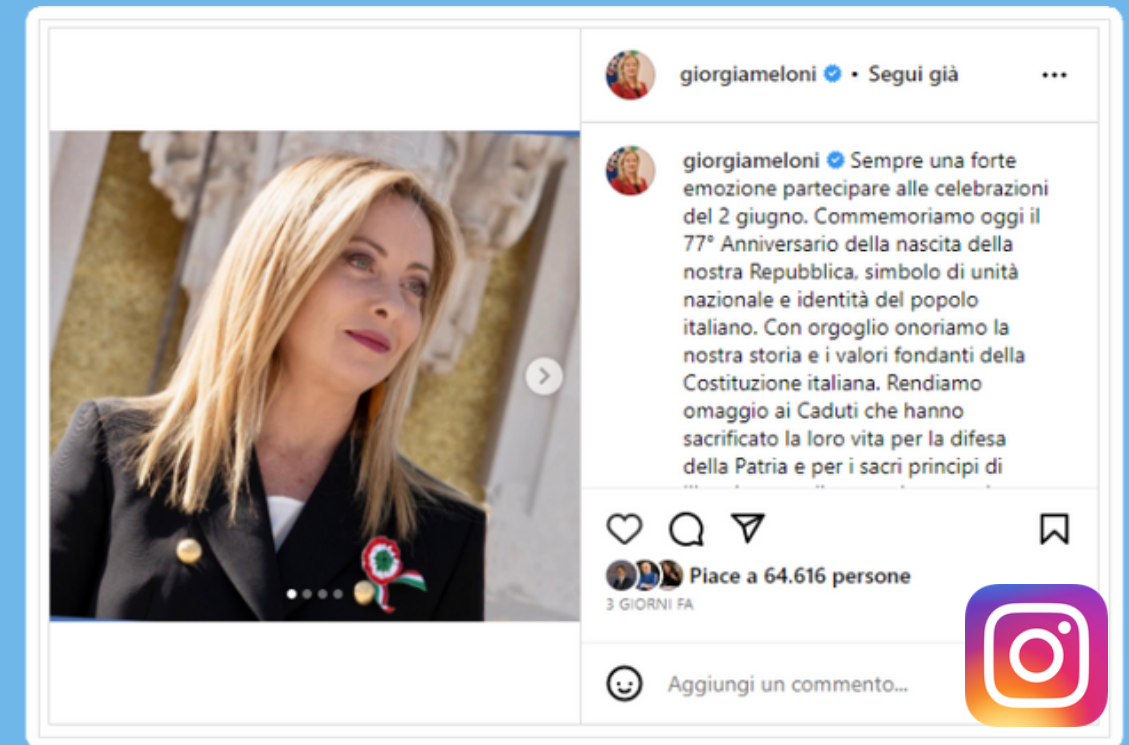 giorgiameloni • Segui già
giorgiameloni Sempre una forte
emozione partecipare alle celebrazioni
del 2 giugno. Commemoriamo oggi il
77° Anniversario della nascita della
nostra Repubblica, simbolo di unità
nazionale e identità del popolo
italiano. Con orgoglio onoriamo la
nostra storia e i valori fondanti della
Costituzione italiana. Rendiamo
omaggio ai Caduti che hanno
sacrificato la loro vita per la difesa
della Patria e per i sacri principi di
Piace a 64.616 persone
3 GIORNI FA
Aggiungi un commento...